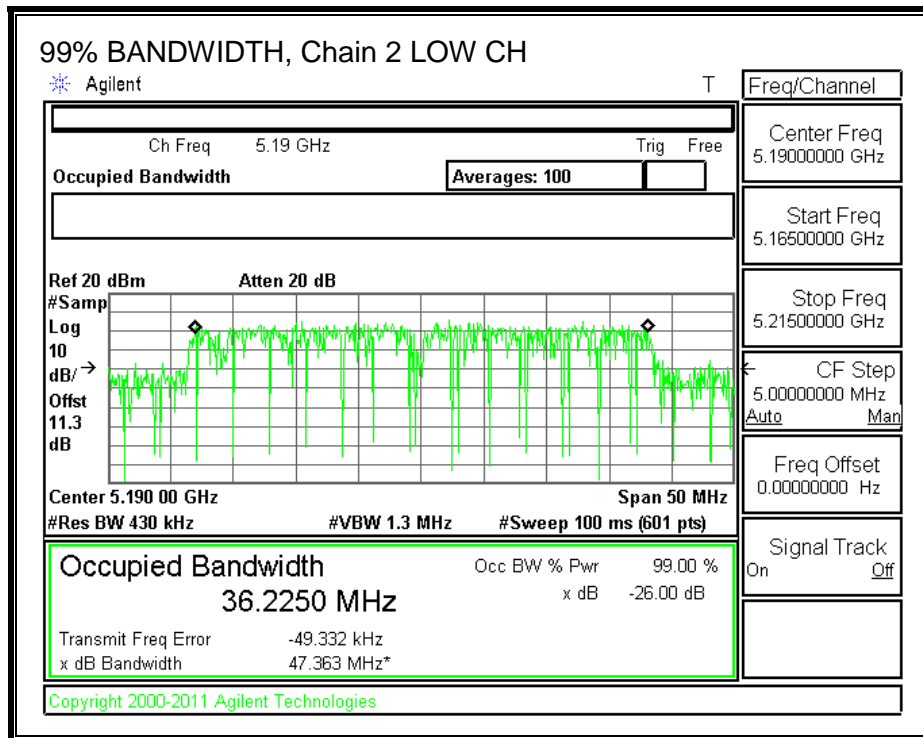 99% BANDWIDTH, Chain 2 LOW CH
Agilent T
Freq/Channel
Ch Freq 5.19 GHz Trig Free
Occupied Bandwidth Averages: 100
Center Freq
5.19000000 GHz
Start Freq
5.16500000 GHz
Stop Freq
5.21500000 GHz
CF Step
5.00000000 MHz
Auto Man
Freq Offset
0.00000000 Hz
Signal Track
On Off
Ref 20 dBm Atten 20 dB
#Samp
Log
10
dB/
Offst
11.3
dB
Center 5.190 00 GHz Span 50 MHz
#Res BW 430 kHz #VBW 1.3 MHz #Sweep 100 ms (601 pts)
Occupied Bandwidth Occ BW % Pwr 99.00 %
36.2250 MHz x dB -26.00 dB
Transmit Freq Error -49.332 kHz
x dB Bandwidth 47.363 MHz*
Copyright 2000-2011 Agilent Technologies